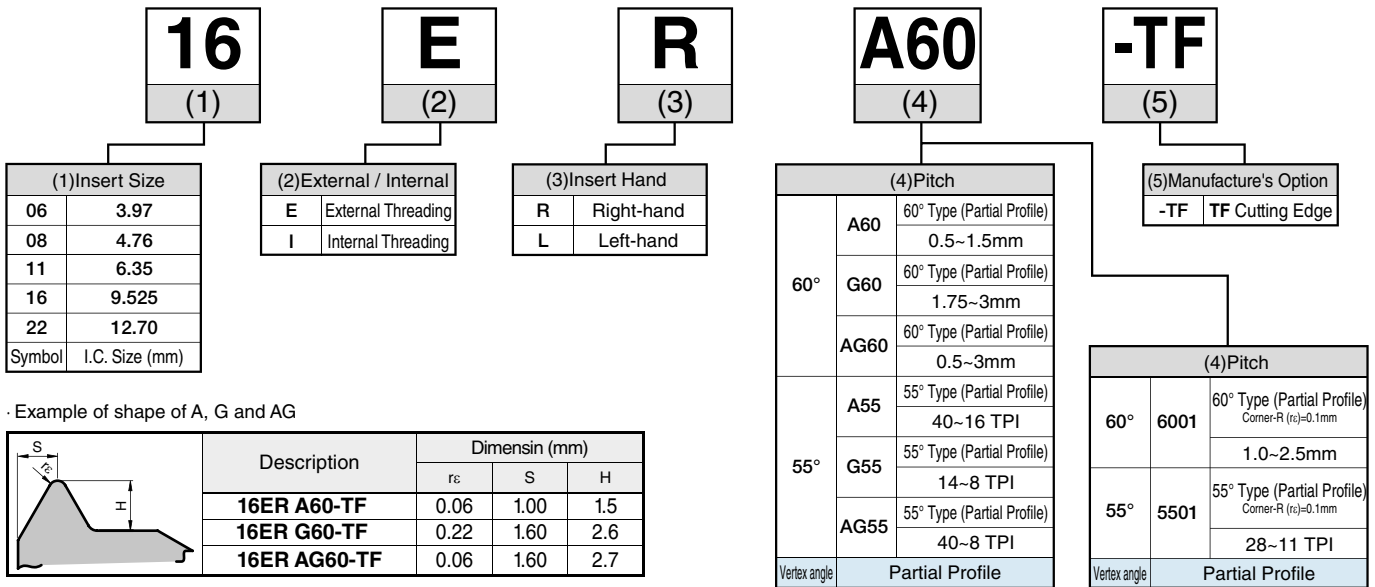 16 E R A60 -TF
(1) (2) (3) (4) (5)
(1)Insert Size
06 3.97
08 4.76
11 6.35
16 9.525
22 12.70
Symbol I.C. Size (mm)
(2)External / Internal
E External Threading
I Internal Threading
(3)Insert Hand
R Right-hand
L Left-hand
(4)Pitch
60°
A60 60° Type (Partial Profile)
0.5~1.5mm
G60 60° Type (Partial Profile)
1.75~3mm
AG60 60° Type (Partial Profile)
0.5~3mm
55°
A55 55° Type (Partial Profile)
40~16 TPI
G55 55° Type (Partial Profile)
14~8 TPI
AG55 55° Type (Partial Profile)
40~8 TPI
Vertex angle Partial Profile
(5)Manufacture's Option
-TF TF Cutting Edge
(4)Pitch
60° 6001 60° Type (Partial Profile)
Corner-R (rε)=0.1mm
1.0~2.5mm
55° 5501 55° Type (Partial Profile)
Corner-R (rε)=0.1mm
28~11 TPI
Vertex angle Partial Profile
· Example of shape of A, G and AG
S
rε
H
Description Dimensin (mm)
rε S H
16ER A60-TF 0.06 1.00 1.5
16ER G60-TF 0.22 1.60 2.6
16ER AG60-TF 0.06 1.60 2.7